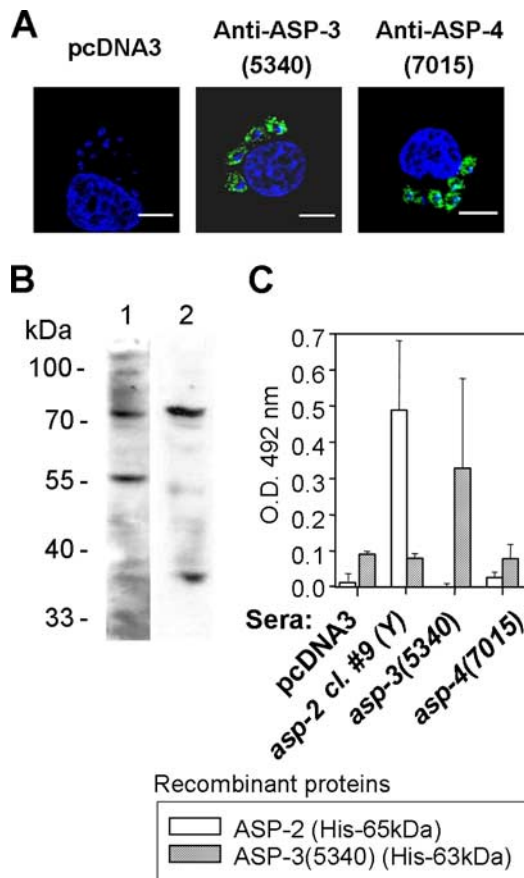 A
pcDNA3
Anti-ASP-3
(5340)
Anti-ASP-4
(7015)
B
kDa
1
2
100 -
70 -
55 -
40 -
33 -
C
O.D. 492 nm
0.7
0.6
0.5
0.4
0.3
0.2
0.1
0.0
Sera:
pcDNA3
asp-2 cl. #9 (Y)
asp-3(5340)
asp-4(7015)
Recombinant proteins
ASP-2 (His-65kDa)
ASP-3(5340) (His-63kDa)